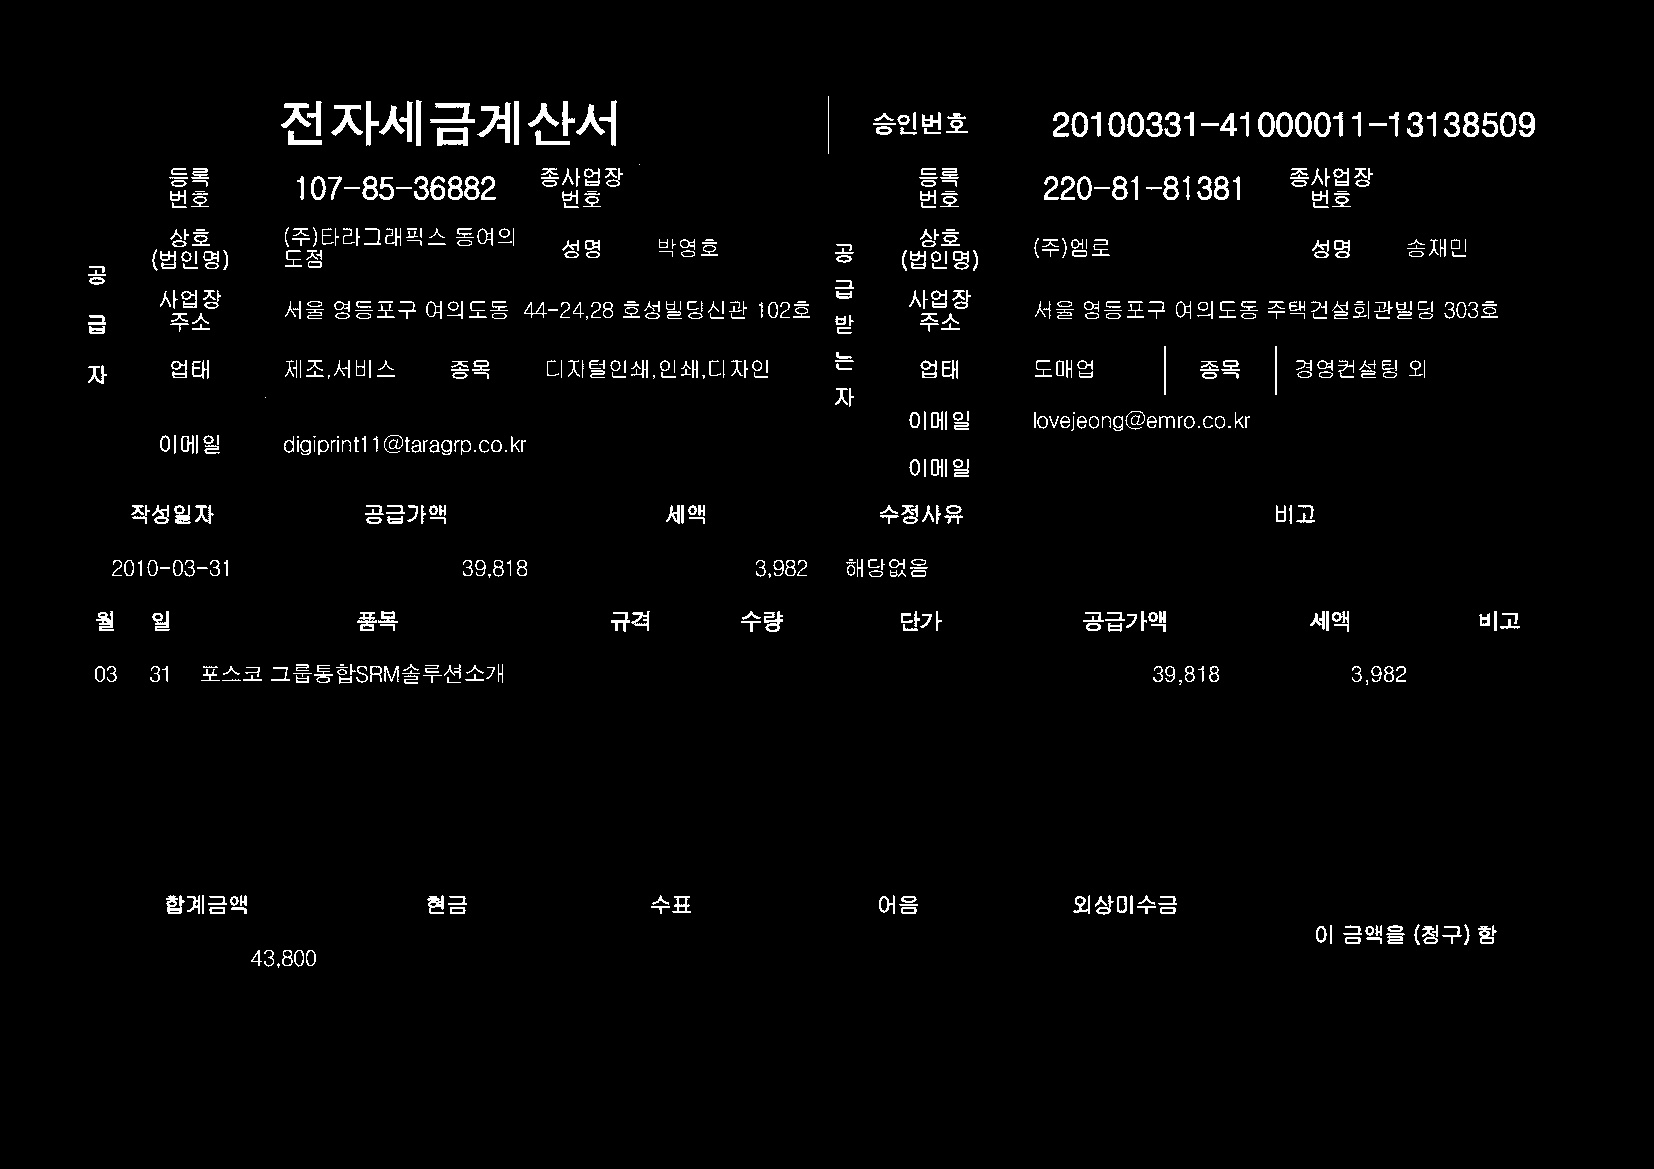 전자세금계산서 승인번호 20100331-41000011-13138509
공급자
등록번호 107-85-36882 종사업장번호
상호(법인명) (주)타라그래픽스 동여의도점 성명 박영호
사업장주소 서울 영등포구 여의도동 44-24,28 호성빌딩신관 102호
업태 제조,서비스 종목 디지털인쇄,인쇄,디자인
이메일 digiprint11@taragrp.co.kr
공급받는자
등록번호 220-81-81381 종사업장번호
상호(법인명) (주)엠로 성명 송재민
사업장주소 서울 영등포구 여의도동 주택건설회관빌딩 303호
업태 도매업 종목 경영컨설팅 외
이메일 lovejeong@emro.co.kr
이메일
작성일자 공급가액 세액 수정사유 비고
2010-03-31 39,818 3,982 해당없음
월 일 품목 규격 수량 단가 공급가액 세액 비고
03 31 포스코 그룹통합SRM솔루션소개 39,818 3,982
합계금액 현금 수표 어음 외상미수금
이 금액을 (청구) 함
43,800